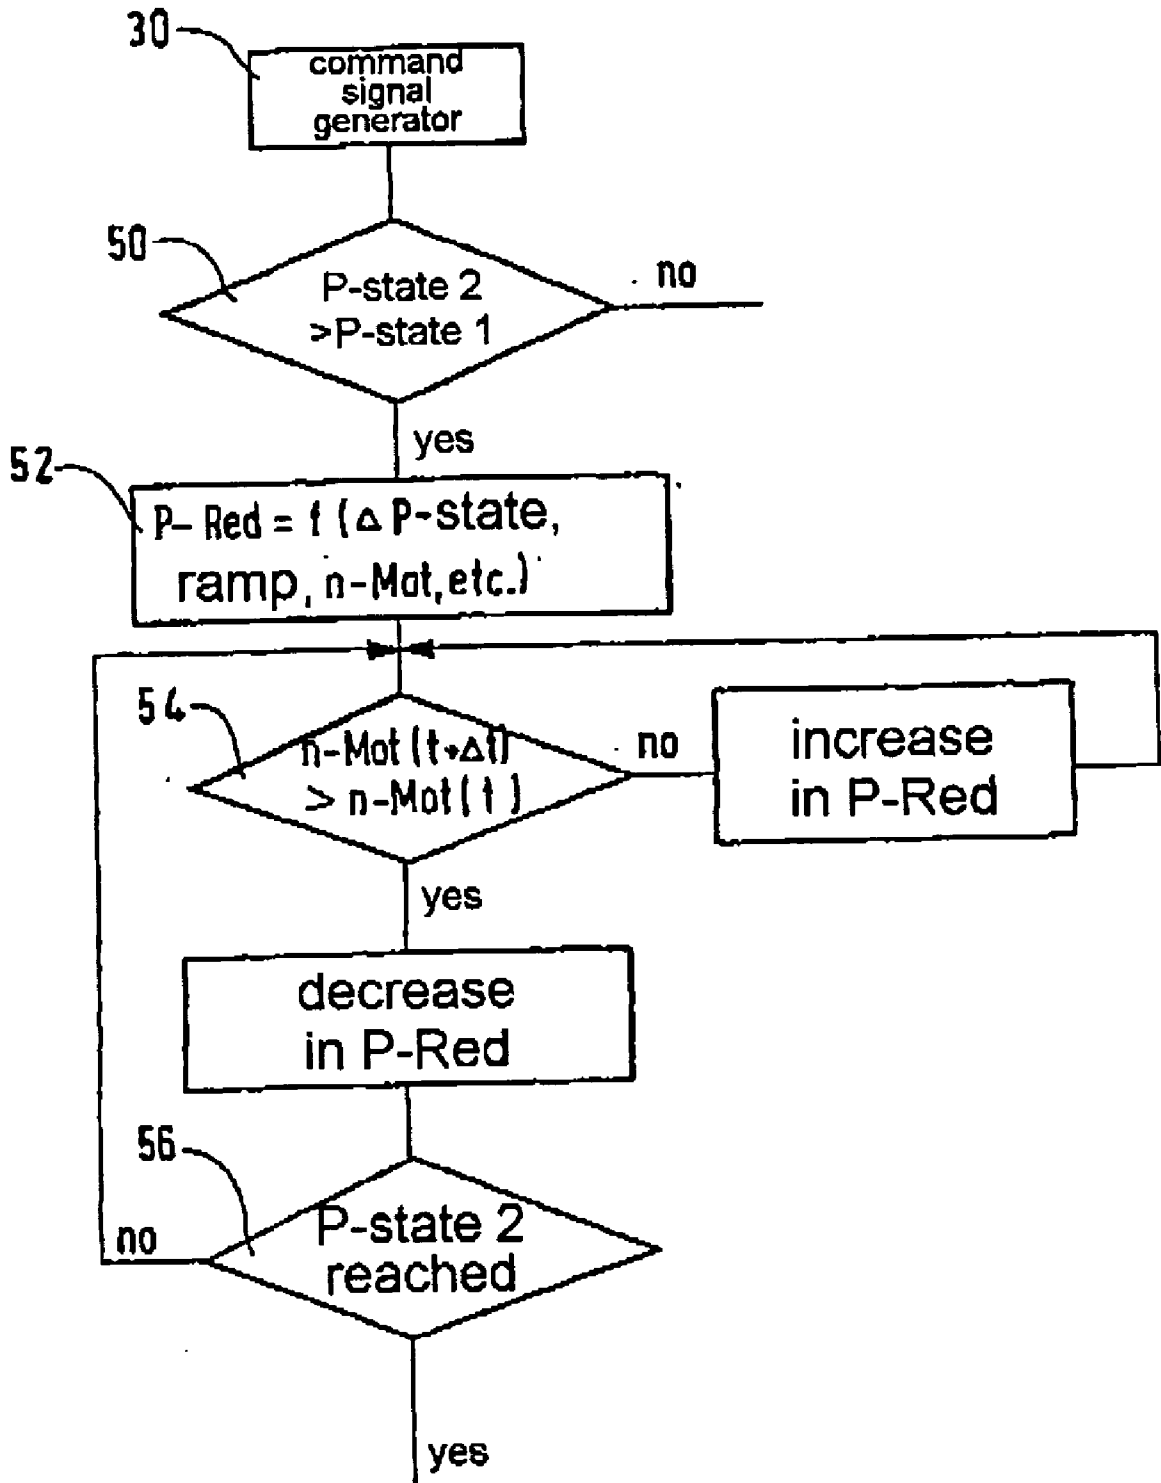 30
command
signal
generator
50
P-state 2
>P-state 1
no
yes
52
P-Red = f (Δ P-state,
ramp, n-Mot, etc.)
54
n-Mot (t+Δt)
> n-Mot (t)
no
increase
in P-Red
yes
decrease
in P-Red
56
P-state 2
reached
no
yes